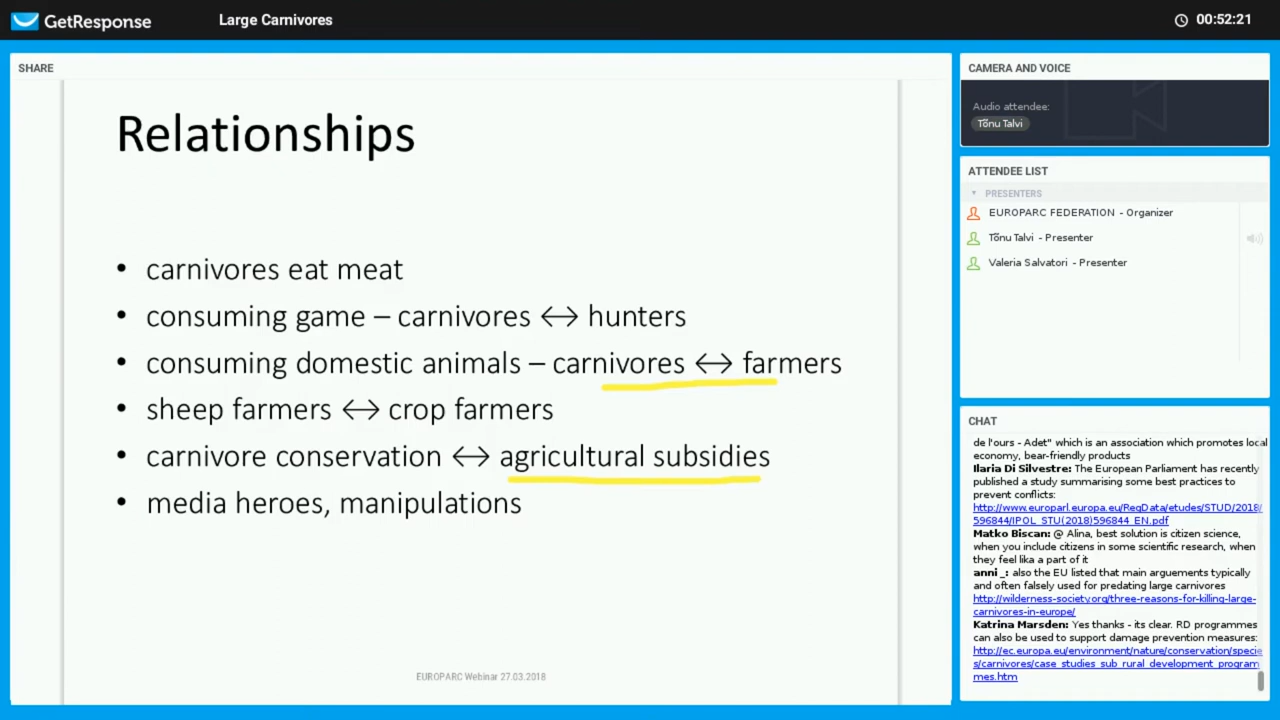 GetResponse
Large Carnivores
00:52:21
SHARE
Relationships
• carnivores eat meat
• consuming game – carnivores ↔ hunters
• consuming domestic animals – carnivores ↔ farmers
• sheep farmers ↔ crop farmers
• carnivore conservation ↔ agricultural subsidies
• media heroes, manipulations
EUROPARC Webinar 27.03.2018
CAMERA AND VOICE
Audio attendee:
Tõnu Talvi
ATTENDEE LIST
PRESENTERS
EUROPARC FEDERATION - Organizer
Tõnu Talvi - Presenter
Valeria Salvatori - Presenter
CHAT
de l'ours - Adet" which is an association which promotes local
economy, bear-friendly products
Ilaria Di Silvestre: The European Parliament has recently
published a study summarising some best practices to
prevent conflicts:
http://www.europarl.europa.eu/RegData/etudes/STUD/2018/
596844/IPOL_STU(2018)596844_EN.pdf
Matko Biscan: @ Alina, best solution is citizen science,
when you include citizens in some scientific research, when
they feel lika a part of it
anni_: also the EU listed that main arguements typically
and often falsely used for predating large carnivores
http://wilderness-society.org/three-reasons-for-killing-large-
carnivores-in-europe/
Katrina Marsden: Yes thanks - its clear. RD programmes
can also be used to support damage prevention measures:
http://ec.europa.eu/environment/nature/conservation/specie
s/carnivores/case_studies_sub_rural_development_program
mes.htm